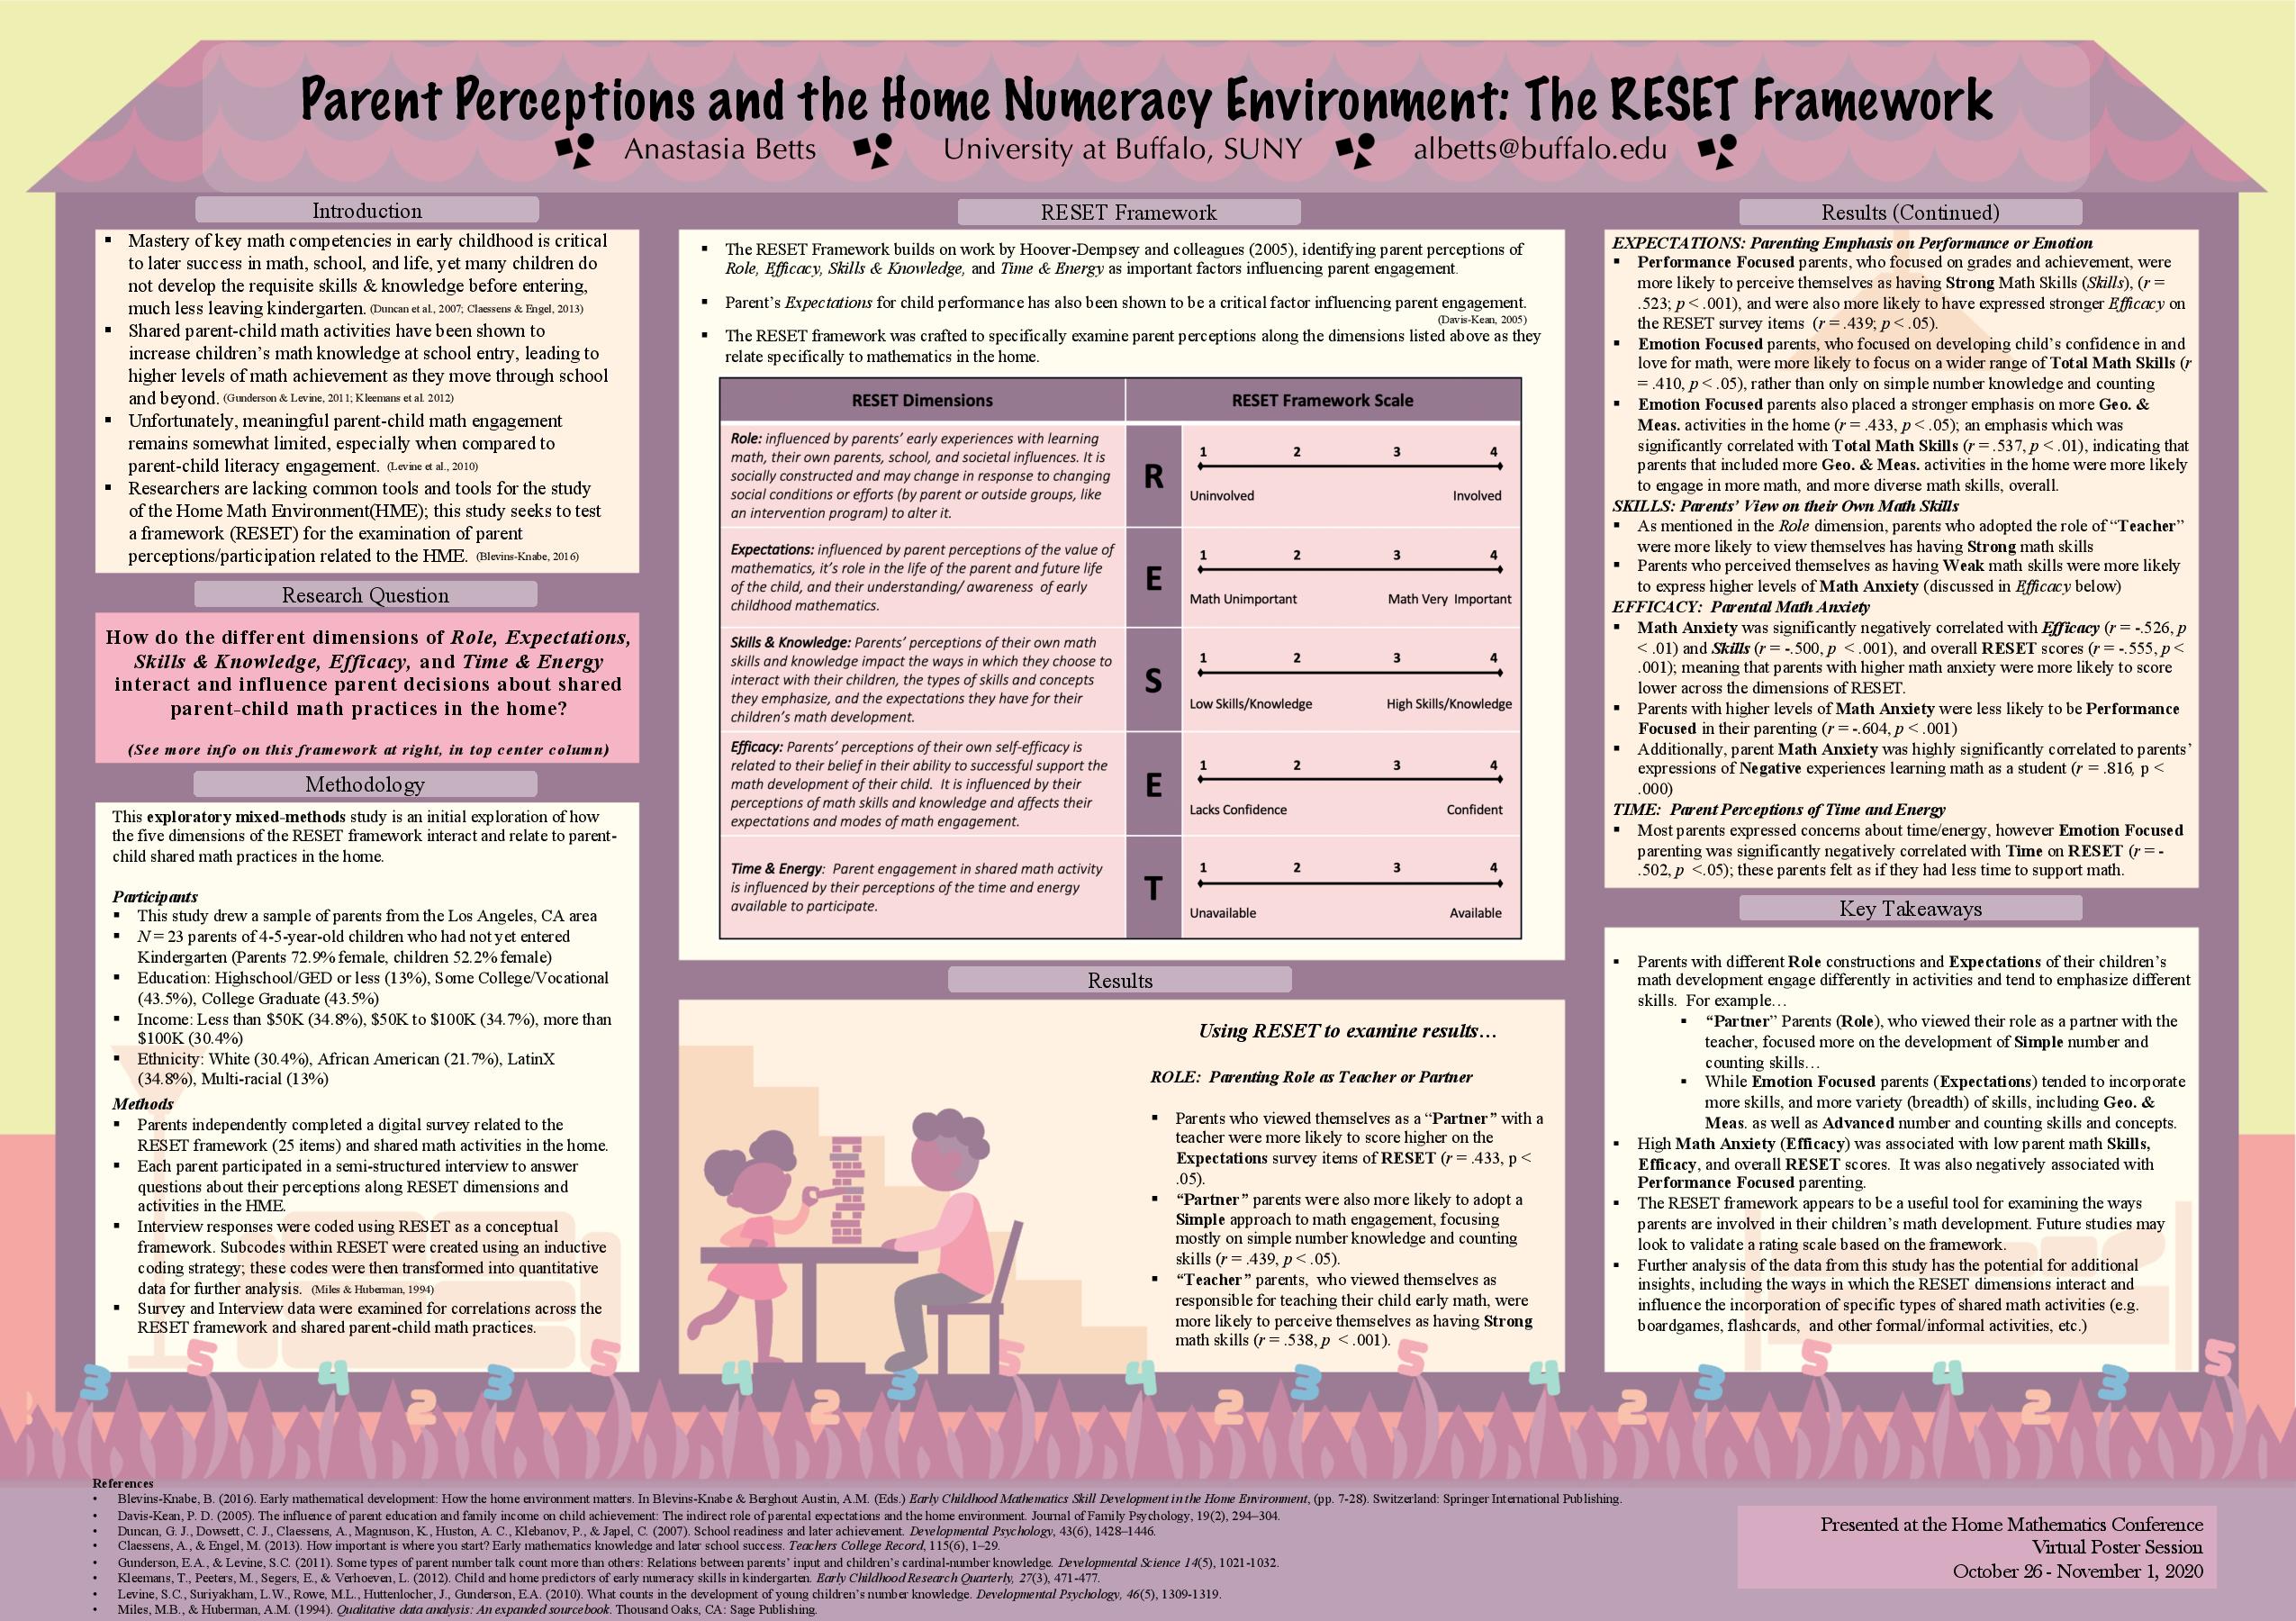 Parent Perceptions and the Home Numeracy Environment: The RESET Framework
Anastasia Betts
University at Buffalo, SUNY
albetts@buffalo.edu
Introduction
▪ Mastery of key math competencies in early childhood is critical
to later success in math, school, and life, yet many children do
not develop the requisite skills & knowledge before entering,
much less leaving kindergarten. (Duncan et al., 2007; Claessens & Engel, 2013)
▪ Shared parent-child math activities have been shown to
increase children's math knowledge at school entry, leading to
higher levels of math achievement as they move through school
and beyond. (Gunderson & Levine, 2011; Kleemans et al. 2012)
▪ Unfortunately, meaningful parent-child math engagement
remains somewhat limited, especially when compared to
parent-child literacy engagement. (Levine et al., 2010)
▪ Researchers are lacking common tools and tools for the study
of the Home Math Environment(HME); this study seeks to test
a framework (RESET) for the examination of parent
perceptions/participation related to the HME. (Blevins-Knabe, 2016)
Research Question
How do the different dimensions of Role, Expectations,
Skills & Knowledge, Efficacy, and Time & Energy
interact and influence parent decisions about shared
parent-child math practices in the home?
(See more info on this framework at right, in top center column)
Methodology
This exploratory mixed-methods study is an initial exploration of how
the five dimensions of the RESET framework interact and relate to parent-
child shared math practices in the home.
Participants
▪ This study drew a sample of parents from the Los Angeles, CA area
▪ N = 23 parents of 4-5-year-old children who had not yet entered
Kindergarten (Parents 72.9% female, children 52.2% female)
▪ Education: Highschool/GED or less (13%), Some College/Vocational
(43.5%), College Graduate (43.5%)
▪ Income: Less than $50K (34.8%), $50K to $100K (34.7%), more than
$100K (30.4%)
▪ Ethnicity: White (30.4%), African American (21.7%), LatinX
(34.8%), Multi-racial (13%)
Methods
▪ Parents independently completed a digital survey related to the
RESET framework (25 items) and shared math activities in the home.
▪ Each parent participated in a semi-structured interview to answer
questions about their perceptions along RESET dimensions and
activities in the HME.
▪ Interview responses were coded using RESET as a conceptual
framework. Subcodes within RESET were created using an inductive
coding strategy; these codes were then transformed into quantitative
data for further analysis. (Miles & Huberman, 1994)
▪ Survey and Interview data were examined for correlations across the
RESET framework and shared parent-child math practices.
RESET Framework
▪ The RESET Framework builds on work by Hoover-Dempsey and colleagues (2005), identifying parent perceptions of
Role, Efficacy, Skills & Knowledge, and Time & Energy as important factors influencing parent engagement.
▪ Parent's Expectations for child performance has also been shown to be a critical factor influencing parent engagement.
(Davis-Kean, 2005)
▪ The RESET framework was crafted to specifically examine parent perceptions along the dimensions listed above as they
relate specifically to mathematics in the home.
RESET Dimensions
RESET Framework Scale
Role: influenced by parents' early experiences with learning
math, their own parents, school, and societal influences. It is
socially constructed and may change in response to changing
social conditions or efforts (by parent or outside groups, like
an intervention program) to alter it.
R
1 2 3 4
Uninvolved Involved
Expectations: influenced by parent perceptions of the value of
mathematics, it's role in the life of the parent and future life
of the child, and their understanding/ awareness of early
childhood mathematics.
E
1 2 3 4
Math Unimportant Math Very Important
Skills & Knowledge: Parents' perceptions of their own math
skills and knowledge impact the ways in which they choose to
interact with their children, the types of skills and concepts
they emphasize, and the expectations they have for their
children's math development.
S
1 2 3 4
Low Skills/Knowledge High Skills/Knowledge
Efficacy: Parents' perceptions of their own self-efficacy is
related to their belief in their ability to successful support the
math development of their child. It is influenced by their
perceptions of math skills and knowledge and affects their
expectations and modes of math engagement.
E
1 2 3 4
Lacks Confidence Confident
Time & Energy: Parent engagement in shared math activity
is influenced by their perceptions of the time and energy
available to participate.
T
1 2 3 4
Unavailable Available
Results
Using RESET to examine results…
ROLE: Parenting Role as Teacher or Partner
▪ Parents who viewed themselves as a "Partner" with a
teacher were more likely to score higher on the
Expectations survey items of RESET (r = .433, p <
.05).
▪ "Partner" parents were also more likely to adopt a
Simple approach to math engagement, focusing
mostly on simple number knowledge and counting
skills (r = .439, p < .05).
▪ "Teacher" parents, who viewed themselves as
responsible for teaching their child early math, were
more likely to perceive themselves as having Strong
math skills (r = .538, p < .001).
Results (Continued)
EXPECTATIONS: Parenting Emphasis on Performance or Emotion
▪ Performance Focused parents, who focused on grades and achievement, were
more likely to perceive themselves as having Strong Math Skills (Skills), (r =
.523; p < .001), and were also more likely to have expressed stronger Efficacy on
the RESET survey items (r = .439; p < .05).
▪ Emotion Focused parents, who focused on developing child's confidence in and
love for math, were more likely to focus on a wider range of Total Math Skills (r
= .410, p < .05), rather than only on simple number knowledge and counting
▪ Emotion Focused parents also placed a stronger emphasis on more Geo. &
Meas. activities in the home (r = .433, p < .05); an emphasis which was
significantly correlated with Total Math Skills (r = .537, p < .01), indicating that
parents that included more Geo. & Meas. activities in the home were more likely
to engage in more math, and more diverse math skills, overall.
SKILLS: Parents' View on their Own Math Skills
▪ As mentioned in the Role dimension, parents who adopted the role of "Teacher"
were more likely to view themselves has having Strong math skills
▪ Parents who perceived themselves as having Weak math skills were more likely
to express higher levels of Math Anxiety (discussed in Efficacy below)
EFFICACY: Parental Math Anxiety
▪ Math Anxiety was significantly negatively correlated with Efficacy (r = -.526, p
< .01) and Skills (r = -.500, p < .001), and overall RESET scores (r = -.555, p <
.001); meaning that parents with higher math anxiety were more likely to score
lower across the dimensions of RESET.
▪ Parents with higher levels of Math Anxiety were less likely to be Performance
Focused in their parenting (r = -.604, p < .001)
▪ Additionally, parent Math Anxiety was highly significantly correlated to parents'
expressions of Negative experiences learning math as a student (r = .816, p <
.000)
TIME: Parent Perceptions of Time and Energy
▪ Most parents expressed concerns about time/energy, however Emotion Focused
parenting was significantly negatively correlated with Time on RESET (r = -
.502, p <.05); these parents felt as if they had less time to support math.
Key Takeaways
▪ Parents with different Role constructions and Expectations of their children's
math development engage differently in activities and tend to emphasize different
skills. For example…
▪ "Partner" Parents (Role), who viewed their role as a partner with the
teacher, focused more on the development of Simple number and
counting skills…
▪ While Emotion Focused parents (Expectations) tended to incorporate
more skills, and more variety (breadth) of skills, including Geo. &
Meas. as well as Advanced number and counting skills and concepts.
▪ High Math Anxiety (Efficacy) was associated with low parent math Skills,
Efficacy, and overall RESET scores. It was also negatively associated with
Performance Focused parenting.
▪ The RESET framework appears to be a useful tool for examining the ways
parents are involved in their children's math development. Future studies may
look to validate a rating scale based on the framework.
▪ Further analysis of the data from this study has the potential for additional
insights, including the ways in which the RESET dimensions interact and
influence the incorporation of specific types of shared math activities (e.g.
boardgames, flashcards, and other formal/informal activities, etc.)
3 5 4 2 3 5 4 2 3 5 4 2 3 5 4 2 3 5 4 2 3 5
References
• Blevins-Knabe, B. (2016). Early mathematical development: How the home environment matters. In Blevins-Knabe & Berghout Austin, A.M. (Eds.) Early Childhood Mathematics Skill Development in the Home Environment, (pp. 7-28). Switzerland: Springer International Publishing.
• Davis-Kean, P. D. (2005). The influence of parent education and family income on child achievement: The indirect role of parental expectations and the home environment. Journal of Family Psychology, 19(2), 294–304.
• Duncan, G. J., Dowsett, C. J., Claessens, A., Magnuson, K., Huston, A. C., Klebanov, P., & Japel, C. (2007). School readiness and later achievement. Developmental Psychology, 43(6), 1428–1446.
• Claessens, A., & Engel, M. (2013). How important is where you start? Early mathematics knowledge and later school success. Teachers College Record, 115(6), 1–29.
• Gunderson, E.A., & Levine, S.C. (2011). Some types of parent number talk count more than others: Relations between parents' input and children's cardinal-number knowledge. Developmental Science 14(5), 1021-1032.
• Kleemans, T., Peeters, M., Segers, E., & Verhoeven, L. (2012). Child and home predictors of early numeracy skills in kindergarten. Early Childhood Research Quarterly, 27(3), 471-477.
• Levine, S.C., Suriyakham, L.W., Rowe, M.L., Huttenlocher, J., Gunderson, E.A. (2010). What counts in the development of young children's number knowledge. Developmental Psychology, 46(5), 1309-1319.
• Miles, M.B., & Huberman, A.M. (1994). Qualitative data analysis: An expanded sourcebook. Thousand Oaks, CA: Sage Publishing.
Presented at the Home Mathematics Conference
Virtual Poster Session
October 26 - November 1, 2020